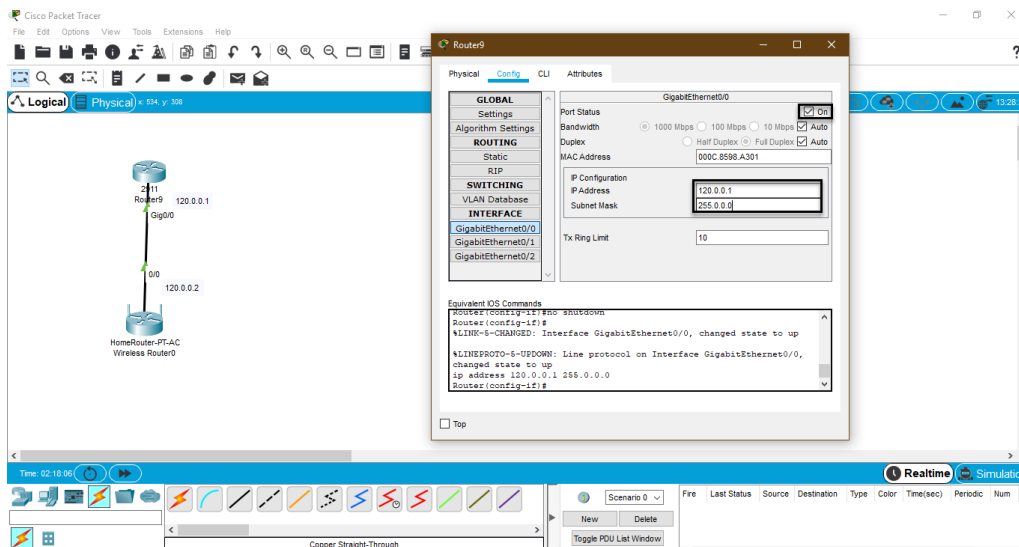 Cisco Packet Tracer
File Edit Options View Tools Extensions Help
?
Logical Physical x: 534, y: 308
13:28:
2911
Router9
120.0.0.1
Gig0/0
0/0
120.0.0.2
HomeRouter-PT-AC
Wireless Router0
Router9
Physical Config CLI Attributes
GLOBAL
Settings
Algorithm Settings
ROUTING
Static
RIP
SWITCHING
VLAN Database
INTERFACE
GigabitEthernet0/0
GigabitEthernet0/1
GigabitEthernet0/2
GigabitEthernet0/0
Port Status On
Bandwidth 1000 Mbps 100 Mbps 10 Mbps Auto
Duplex Half Duplex Full Duplex Auto
MAC Address 000C.8598.A301
IP Configuration
IP Address 120.0.0.1
Subnet Mask 255.0.0.0
Tx Ring Limit 10
Equivalent IOS Commands
Router(config-if)#no shutdown
Router(config-if)#
%LINK-5-CHANGED: Interface GigabitEthernet0/0, changed state to up
%LINEPROTO-5-UPDOWN: Line protocol on Interface GigabitEthernet0/0,
changed state to up
ip address 120.0.0.1 255.0.0.0
Router(config-if)#
Top
Time: 02:18:06
Realtime Simulatio
Scenario 0
Fire Last Status Source Destination Type Color Time(sec) Periodic Num
New Delete
Toggle PDU List Window
Copper Straight-Through